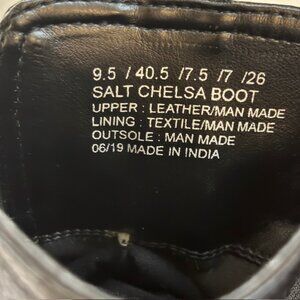 9.5 / 40.5 /7.5 /7 /26
SALT CHELSA BOOT
UPPER : LEATHER/MAN MADE
LINING : TEXTILE/MAN MADE
OUTSOLE : MAN MADE
06/19 MADE IN INDIA